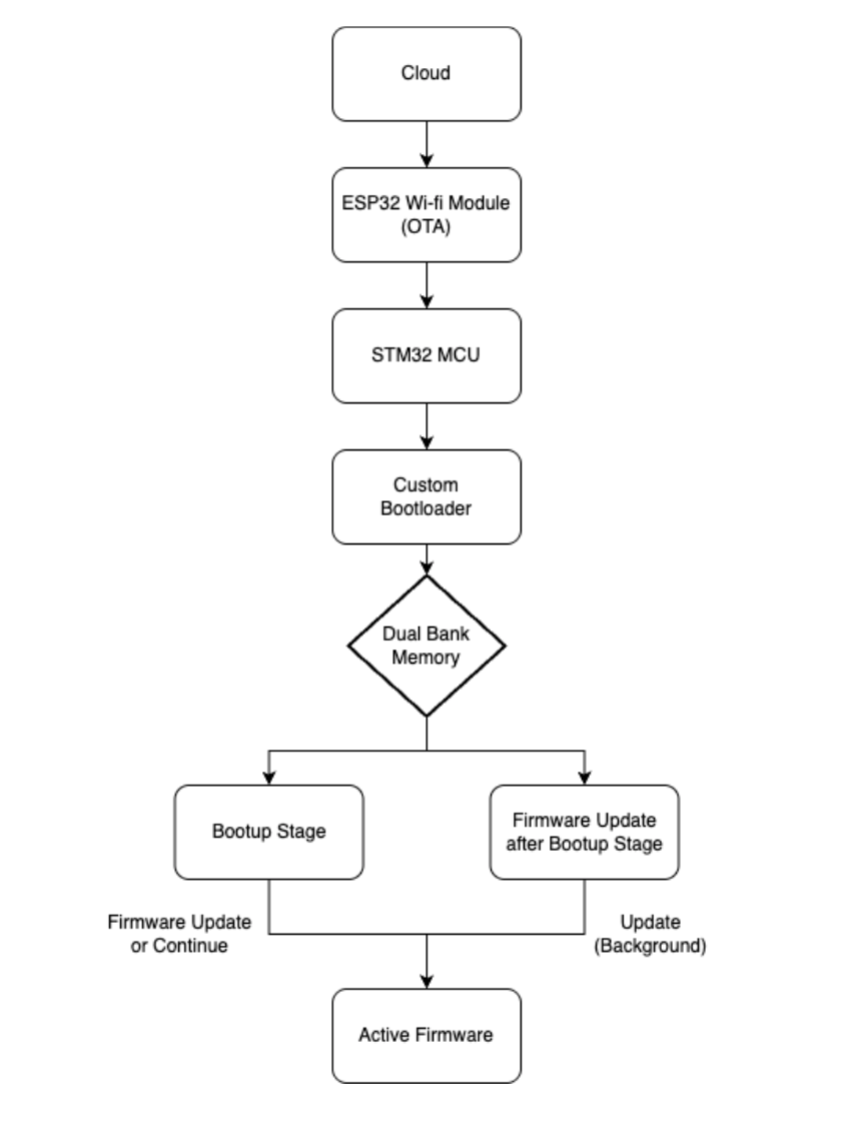 Cloud
ESP32 Wi-fi Module
(OTA)
STM32 MCU
Custom
Bootloader
Dual Bank
Memory
Bootup Stage
Firmware Update
after Bootup Stage
Firmware Update
or Continue
Update
(Background)
Active Firmware